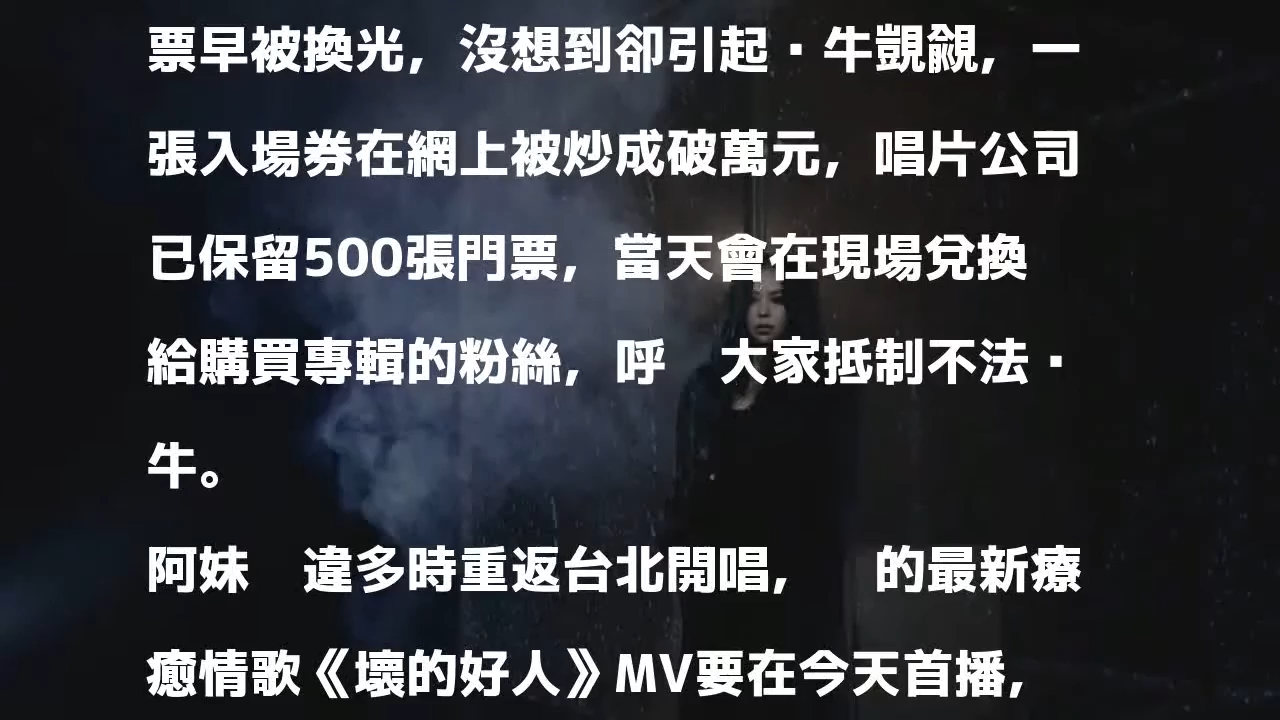 票早被換光，沒想到卻引起·牛覬覦，一
張入場券在網上被炒成破萬元，唱片公司
已保留500張門票，當天會在現場兌換
給購買專輯的粉絲，呼　大家抵制不法·
牛。
阿妹　違多時重返台北開唱，　的最新療
癒情歌《壞的好人》MV要在今天首播，